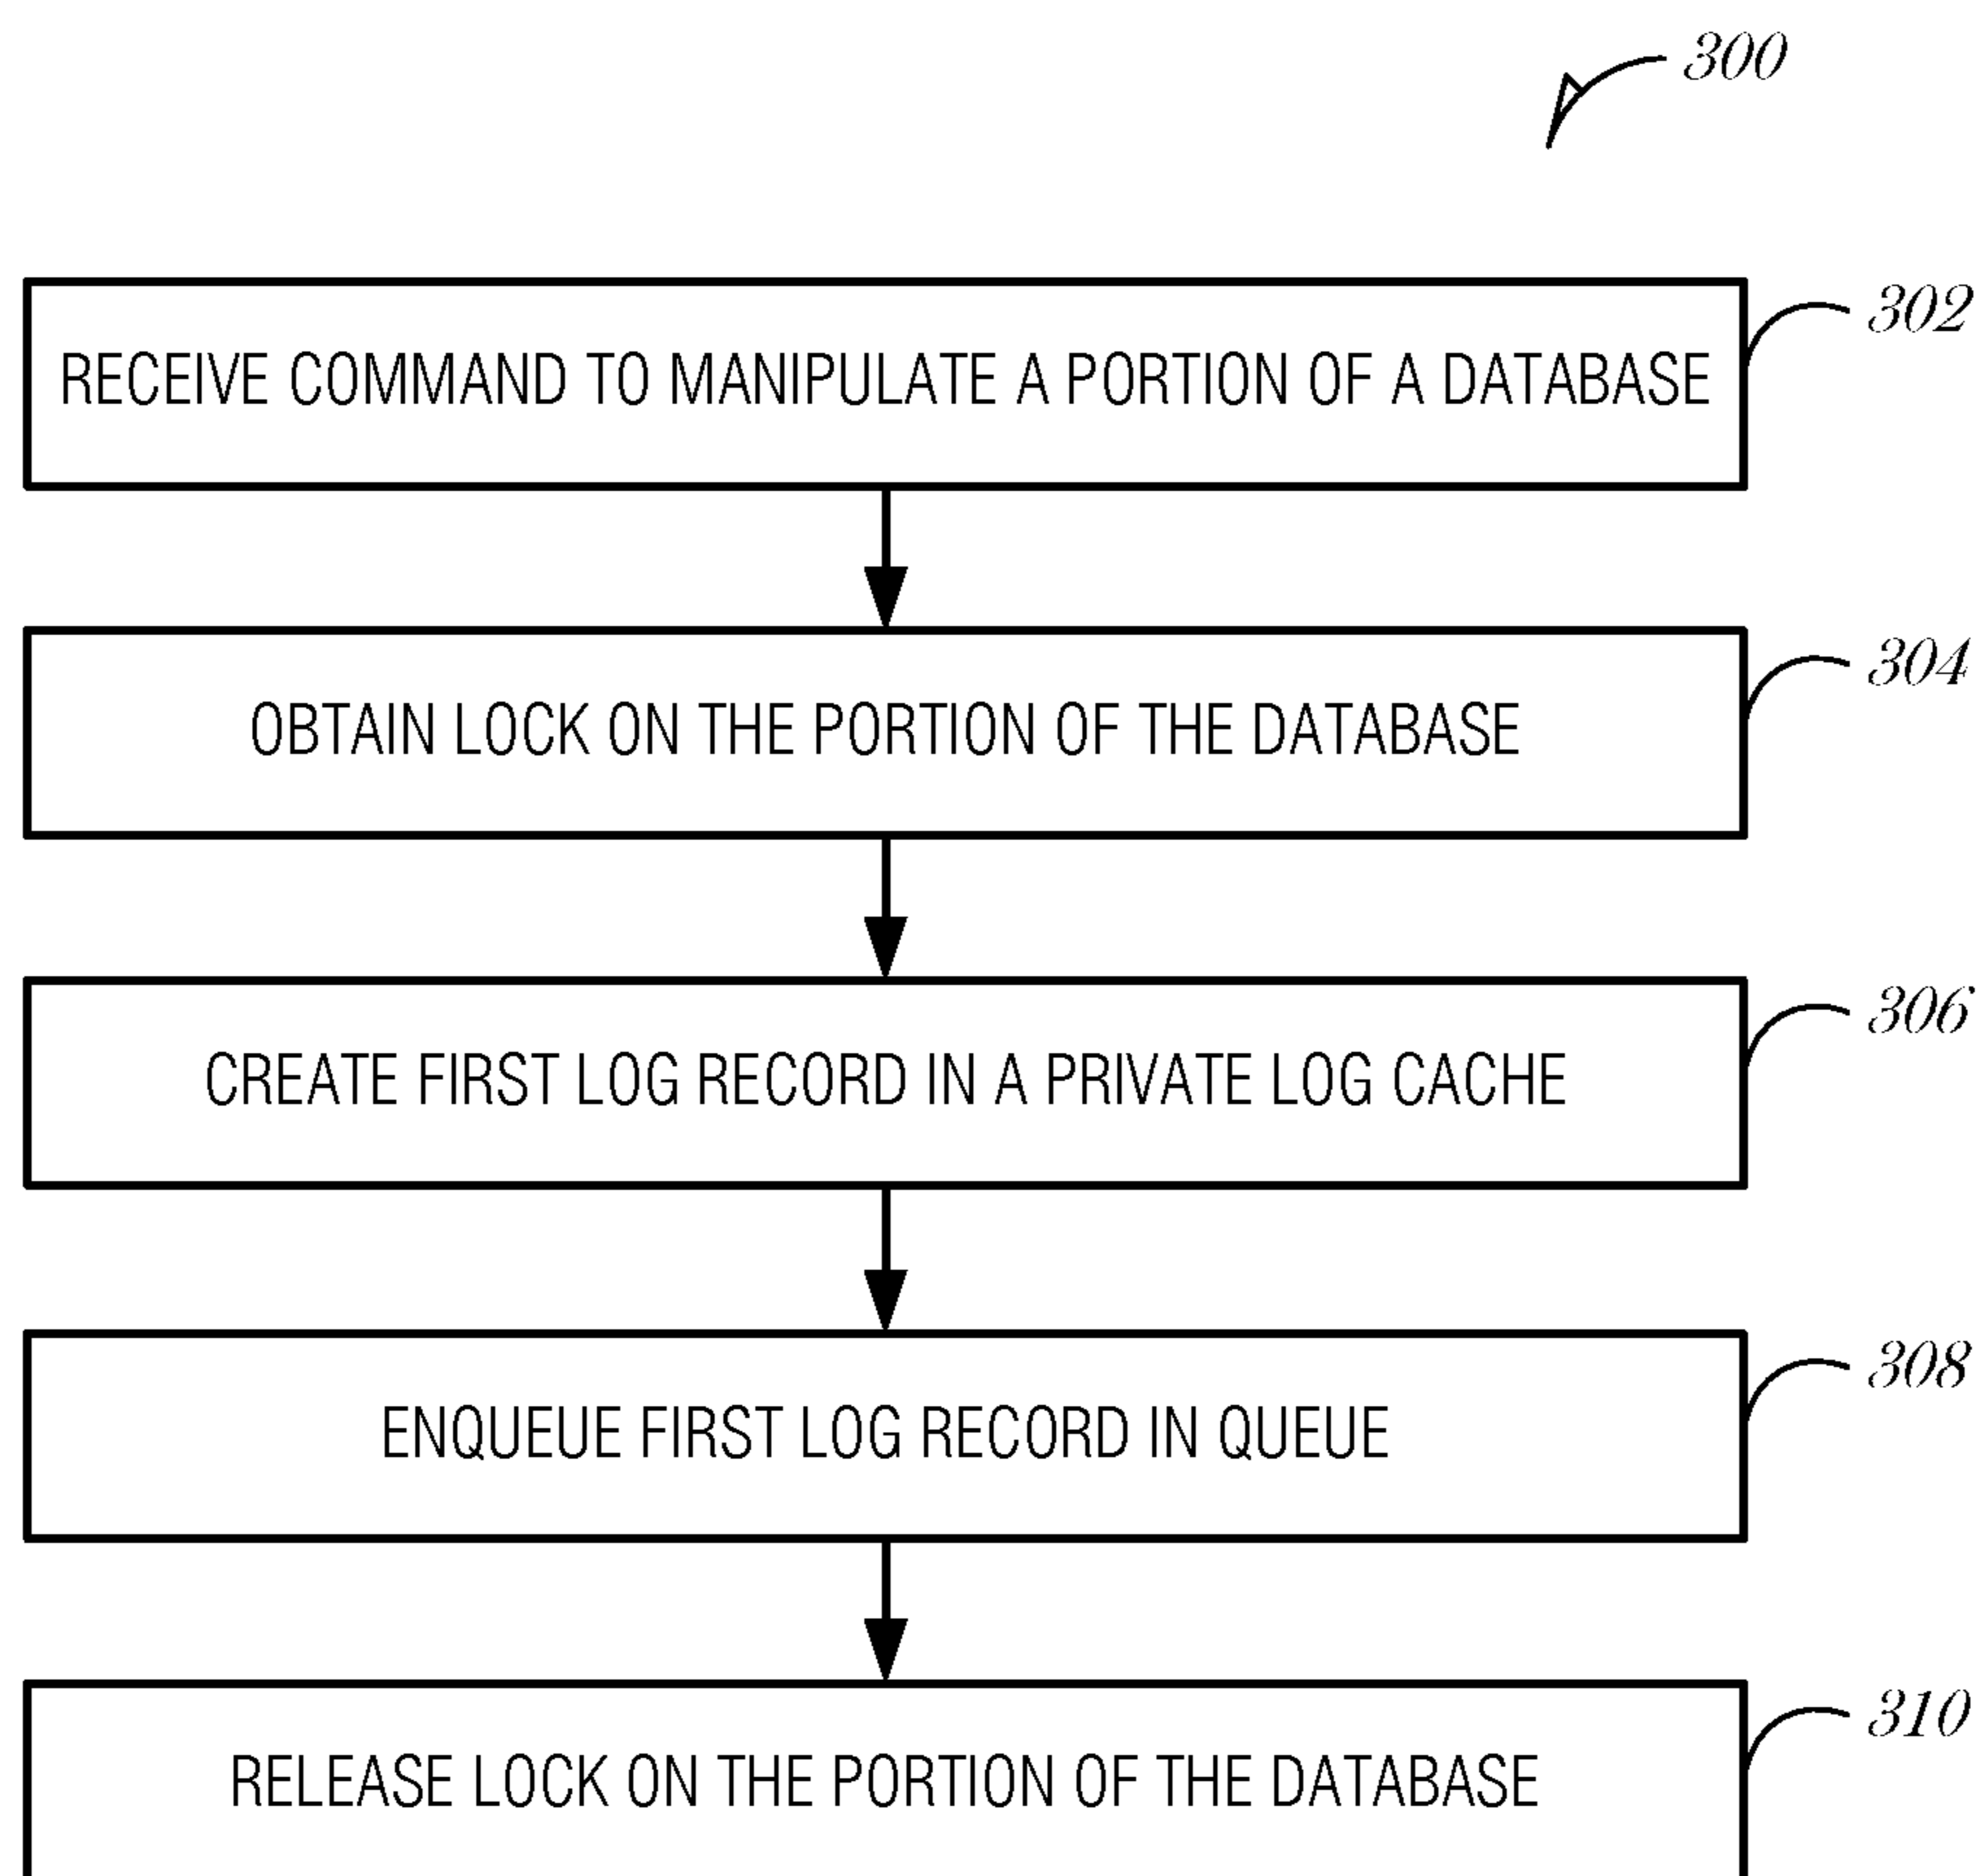 300
RECEIVE COMMAND TO MANIPULATE A PORTION OF A DATABASE
302
OBTAIN LOCK ON THE PORTION OF THE DATABASE
304
CREATE FIRST LOG RECORD IN A PRIVATE LOG CACHE
306
ENQUEUE FIRST LOG RECORD IN QUEUE
308
RELEASE LOCK ON THE PORTION OF THE DATABASE
310